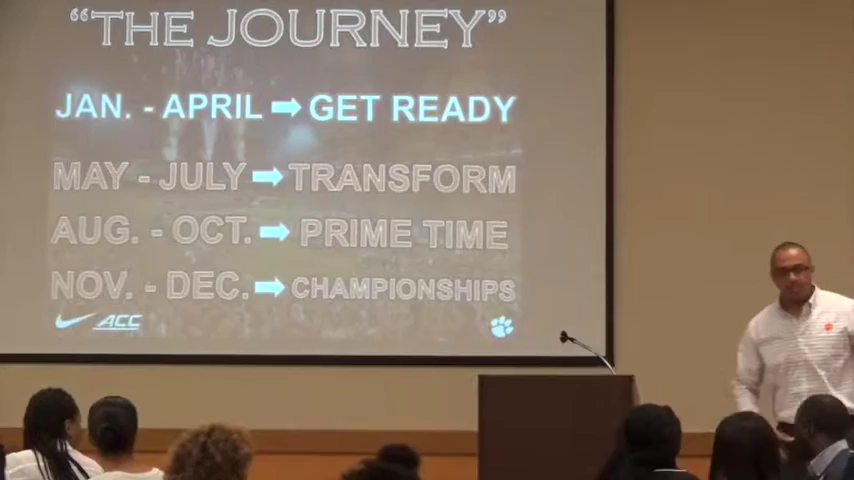 “THE JOURNEY”
JAN. - APRIL ➡ GET READY
MAY - JULY ➡ TRANSFORM
AUG. - OCT. ➡ PRIME TIME
NOV. - DEC. ➡ CHAMPIONSHIPS
ACC